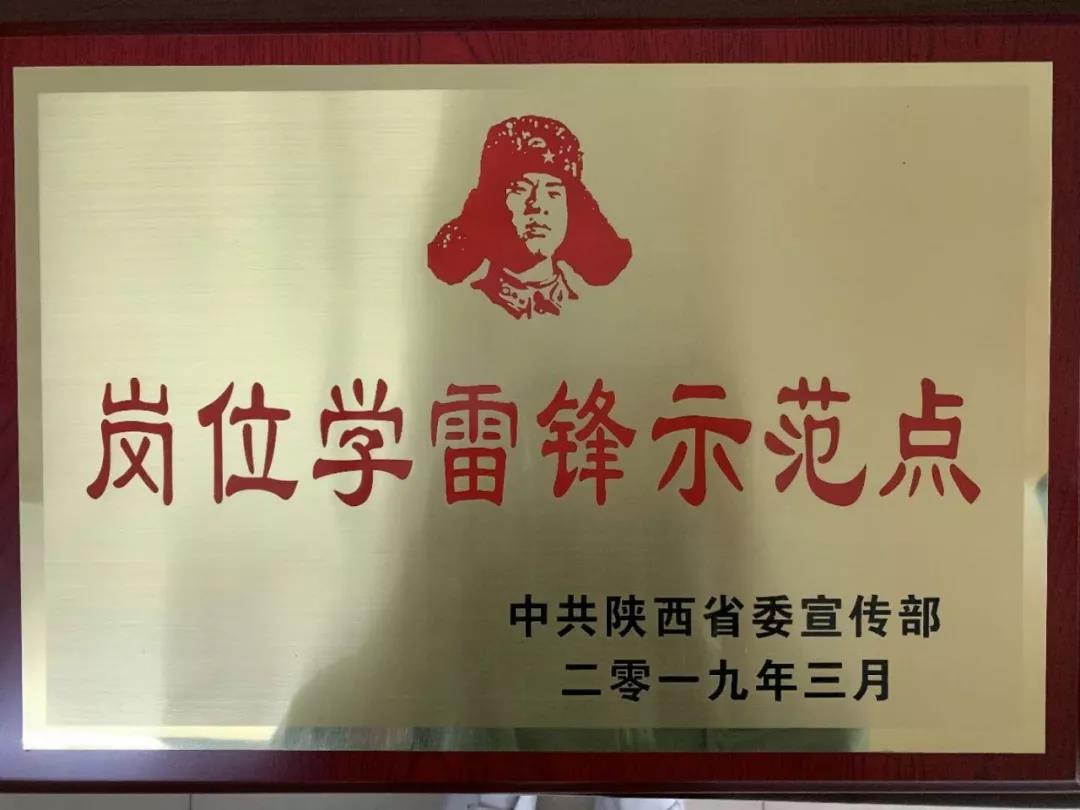 岗位学雷锋示范点
中共陕西省委宣传部
二零一九年三月